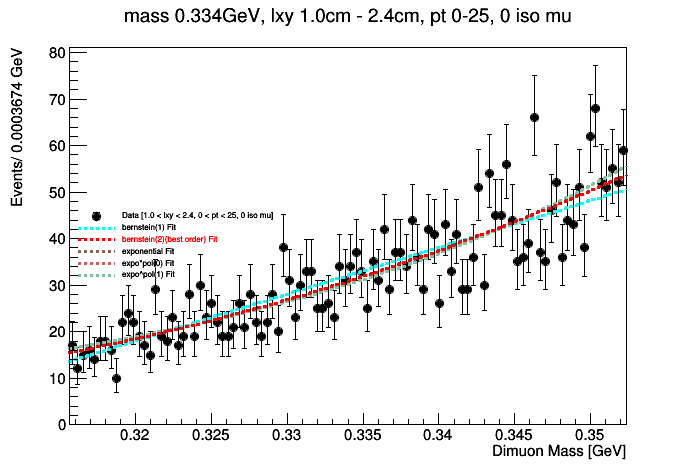 mass 0.334GeV, lxy 1.0cm - 2.4cm, pt 0-25, 0 iso mu
Events/ 0.0003674 GeV
80
70
60
50
40
30
20
10
0
Data [1.0 < lxy < 2.4, 0 < pt < 25, 0 iso mu]
bernstein(1) Fit
bernstein(2)(best order) Fit
exponential Fit
expo*pol(0) Fit
expo*pol(1) Fit
0.32 0.325 0.33 0.335 0.34 0.345 0.35
Dimuon Mass [GeV]